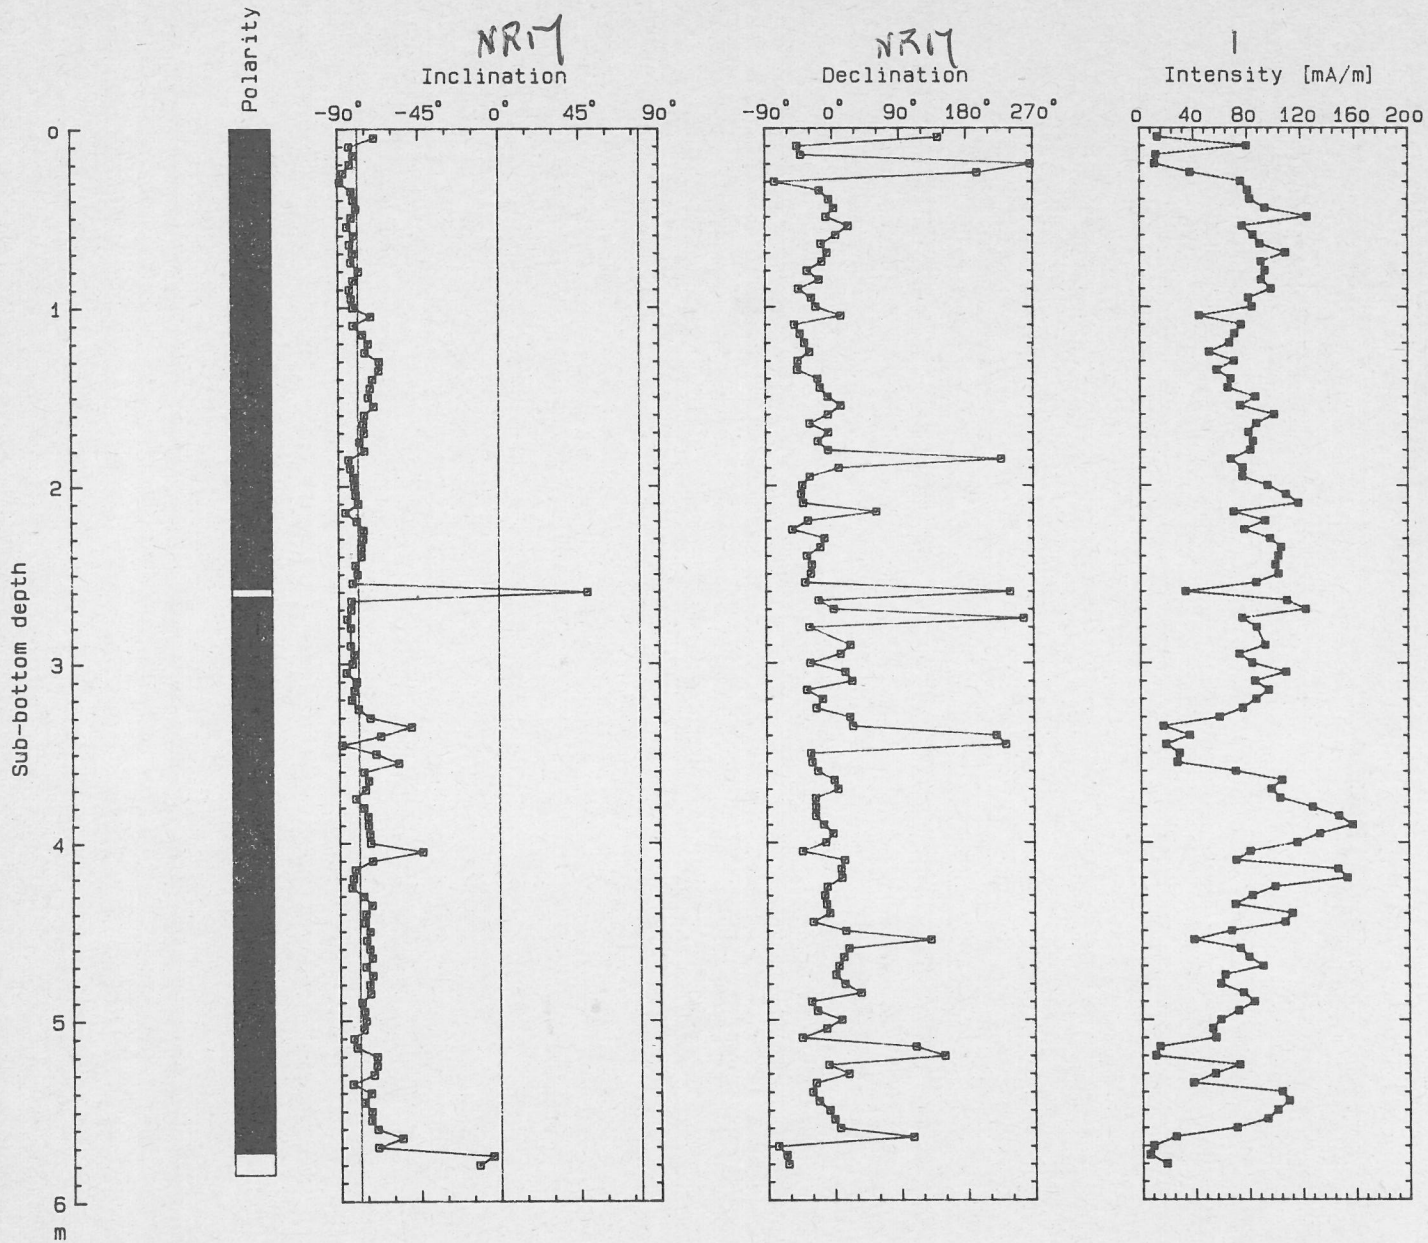 Polarity
NRM
Inclination
-90° -45° 0° 45° 90°
NRM
Declination
-90° 0° 90° 180° 270°
I
Intensity [mA/m]
0 40 80 120 160 200
Sub-bottom depth
0
1
2
3
4
5
6
m